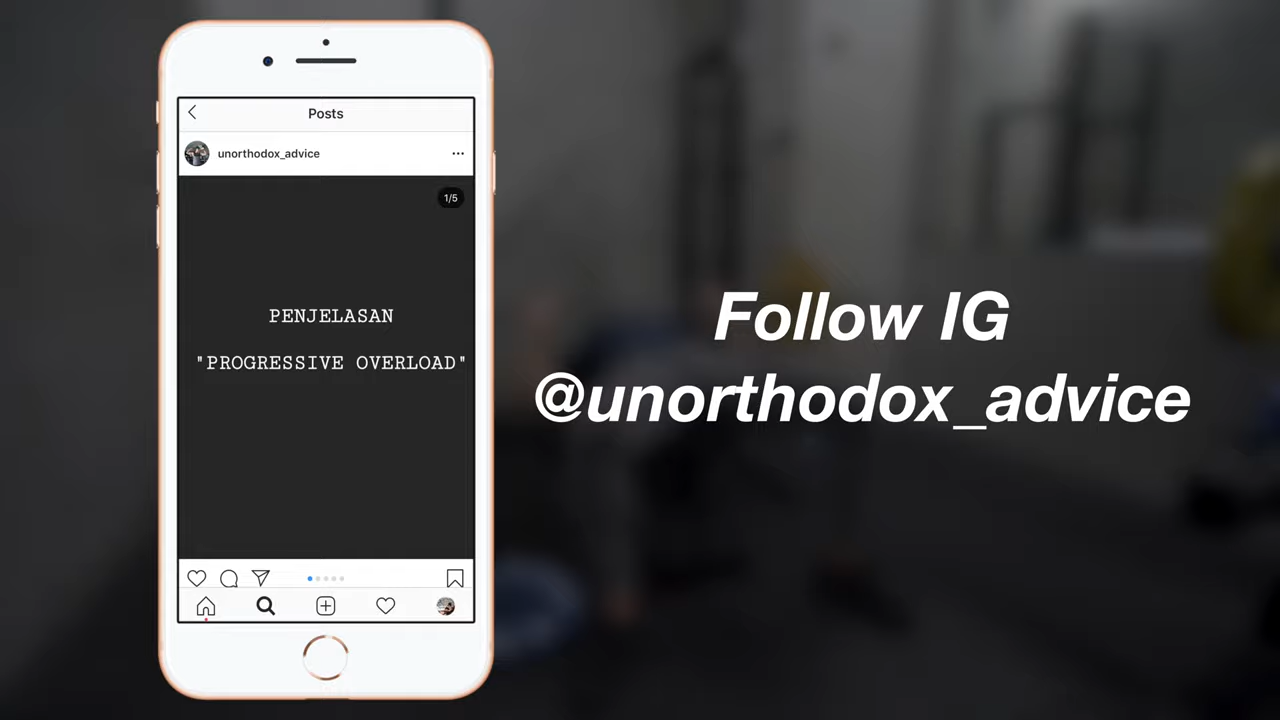 Posts
unorthodox_advice
1/5
PENJELASAN
"PROGRESSIVE OVERLOAD"
Follow IG
@unorthodox_advice